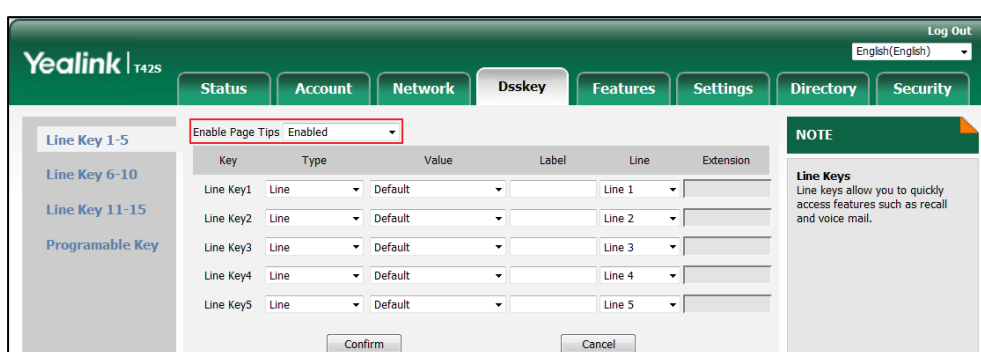 Log Out
Yealink T42S
English(English)
Status Account Network Dsskey Features Settings Directory Security
Line Key 1-5
Line Key 6-10
Line Key 11-15
Programable Key
Enable Page Tips Enabled
Key Type Value Label Line Extension
Line Key1 Line Default Line 1
Line Key2 Line Default Line 2
Line Key3 Line Default Line 3
Line Key4 Line Default Line 4
Line Key5 Line Default Line 5
Confirm Cancel
NOTE
Line Keys
Line keys allow you to quickly
access features such as recall
and voice mail.